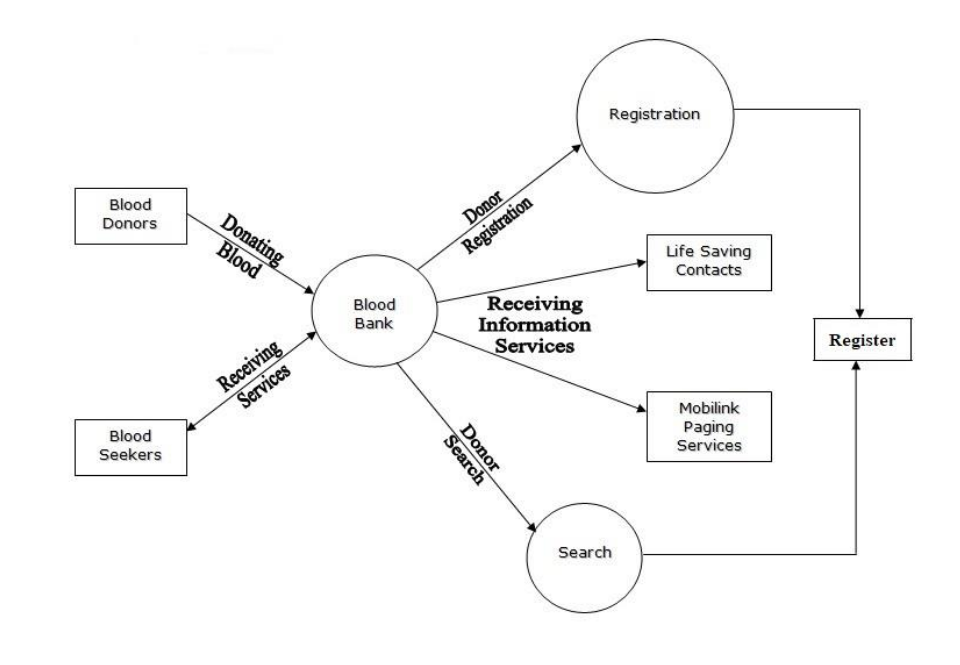 Registration
Blood
Donors
Donating
Blood
Donor
Registration
Life Saving
Contacts
Blood
Bank
Receiving
Information
Services
Register
Receiving
Services
Blood
Seekers
Mobilink
Paging
Services
Donor
Search
Search